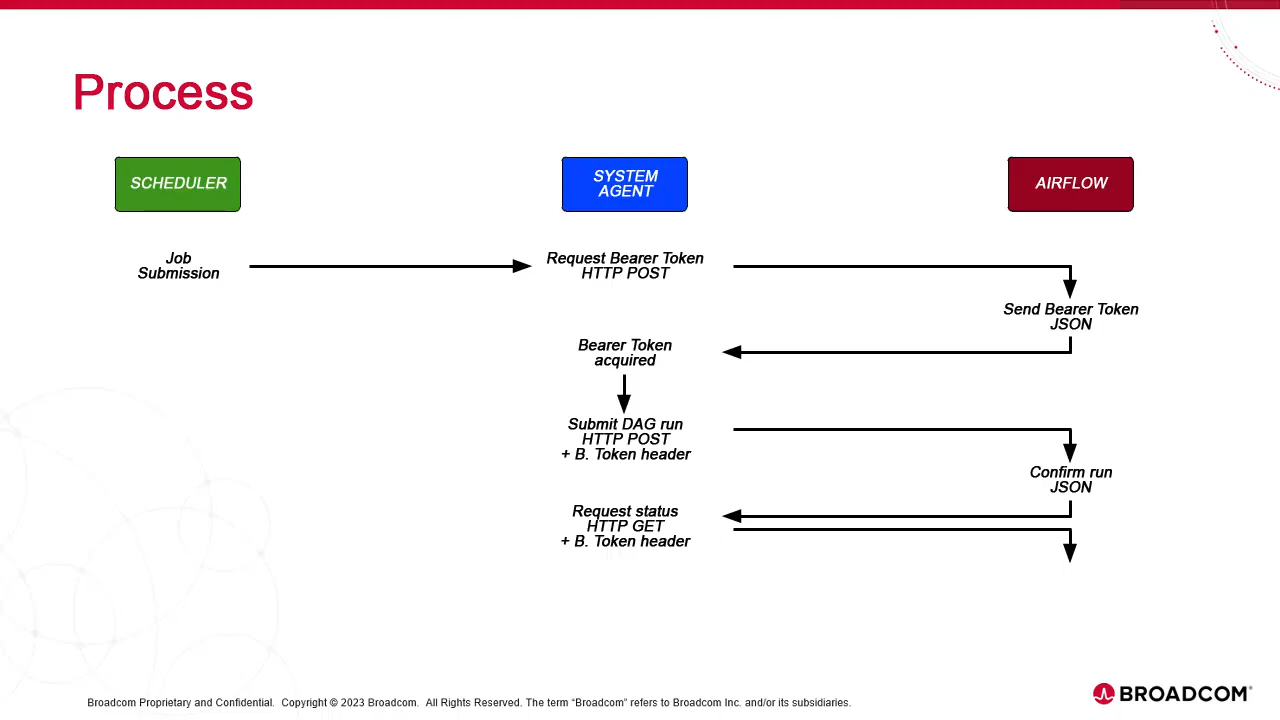 Process
SCHEDULER
SYSTEM
AGENT
AIRFLOW
Job
Submission
Request Bearer Token
HTTP POST
Send Bearer Token
JSON
Bearer Token
acquired
Submit DAG run
HTTP POST
+ B. Token header
Confirm run
JSON
Request status
HTTP GET
+ B. Token header
Broadcom Proprietary and Confidential. Copyright © 2023 Broadcom. All Rights Reserved. The term “Broadcom” refers to Broadcom Inc. and/or its subsidiaries.
BROADCOM®